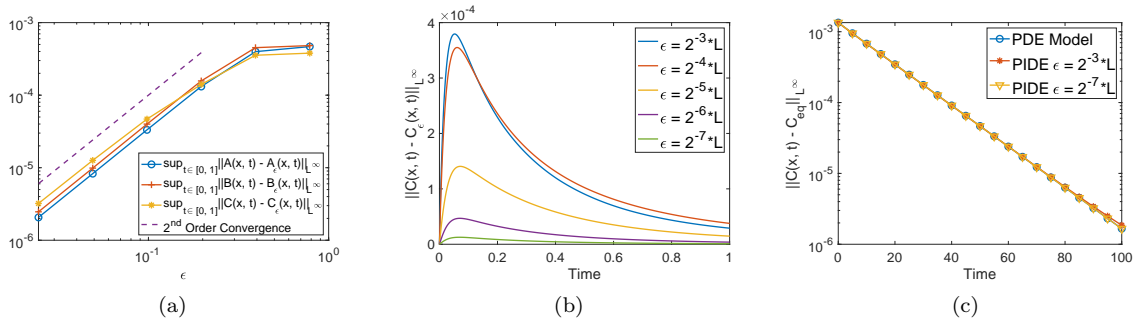 10^-3
10^-4
10^-5
10^-6
10^-1
10^0
ϵ
sup_{t∈[0,1]}||A(x, t) - A_ϵ(x, t)||_{L^∞}
sup_{t∈[0,1]}||B(x, t) - B_ϵ(x, t)||_{L^∞}
sup_{t∈[0,1]}||C(x, t) - C_ϵ(x, t)||_{L^∞}
2^nd Order Convergence
(a)
×10^-4
4
3
2
1
0
||C(x, t) - C_ϵ(x, t)||_{L^∞}
0 0.2 0.4 0.6 0.8 1
Time
ϵ = 2^-3*L
ϵ = 2^-4*L
ϵ = 2^-5*L
ϵ = 2^-6*L
ϵ = 2^-7*L
(b)
10^-3
10^-4
10^-5
10^-6
||C(x, t) - C_eq||_{L^∞}
0 20 40 60 80 100
Time
PDE Model
PIDE ϵ = 2^-3*L
PIDE ϵ = 2^-7*L
(c)